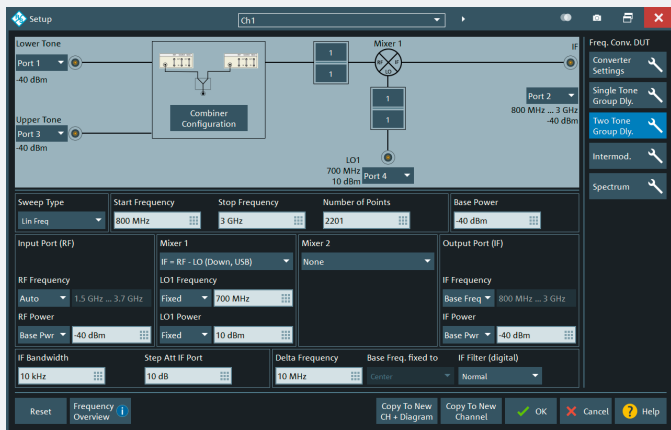 Setup
Ch1
Lower Tone
Port 1
-40 dBm
Upper Tone
Port 3
-40 dBm
Combiner
Configuration
1
1
Mixer 1
RF
IF
LO
1
1
LO1
700 MHz
10 dBm
Port 4
IF
Port 2
800 MHz ... 3 GHz
-40 dBm
Freq. Conv. DUT
Converter
Settings
Single Tone
Group Dly.
Two Tone
Group Dly.
Intermod.
Spectrum
Sweep Type
Start Frequency
Stop Frequency
Number of Points
Base Power
Lin Freq
800 MHz
3 GHz
2201
-40 dBm
Input Port (RF)
Mixer 1
Mixer 2
Output Port (IF)
IF = RF - LO (Down, USB)
None
RF Frequency
LO1 Frequency
IF Frequency
Auto
1.5 GHz ... 3.7 GHz
Fixed
700 MHz
Base Freq
800 MHz ... 3 GHz
RF Power
LO1 Power
IF Power
Base Pwr
-40 dBm
Fixed
10 dBm
Base Pwr
-40 dBm
IF Bandwidth
Step Att IF Port
Delta Frequency
Base Freq. fixed to
IF Filter (digital)
10 kHz
10 dB
10 MHz
Center
Normal
Reset
Frequency
Overview
Copy To New
CH + Diagram
Copy To New
Channel
OK
Cancel
Help